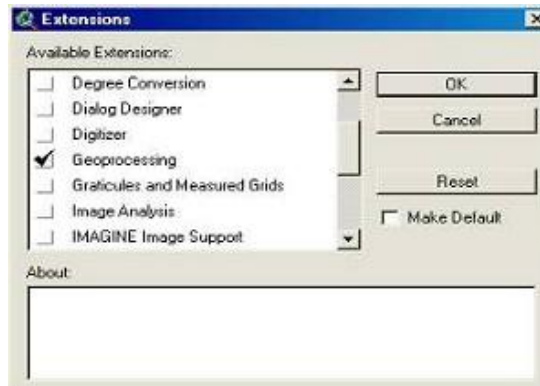 Extensions
Available Extensions:
Degree Conversion
Dialog Designer
Digitizer
Geoprocessing
Graticules and Measured Grids
Image Analysis
IMAGINE Image Support
OK
Cancel
Reset
Make Default
About: